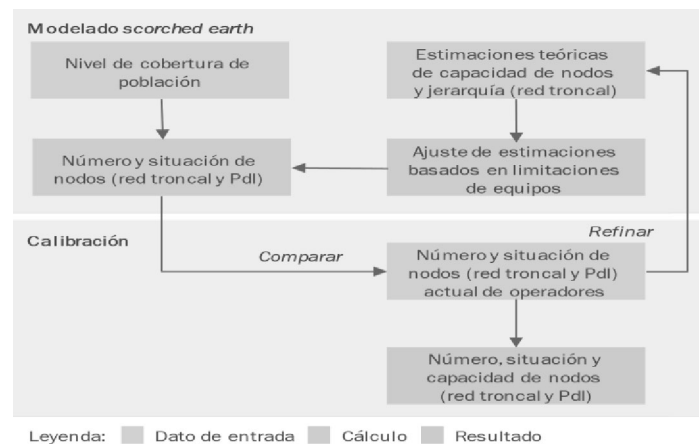 Modelado scorched earth
Nivel de cobertura de
población
Estimaciones teóricas
de capacidad de nodos
y jerarquía (red troncal)
Número y situación de
nodos (red troncal y PdI)
Ajuste de estimaciones
basados en limitaciones
de equipos
Calibración
Refinar
Comparar
Número y situación de
nodos (red troncal y PdI)
actual de operadores
Número, situación y
capacidad de nodos
(red troncal y PdI)
Leyenda: Dato de entrada Cálculo Resultado